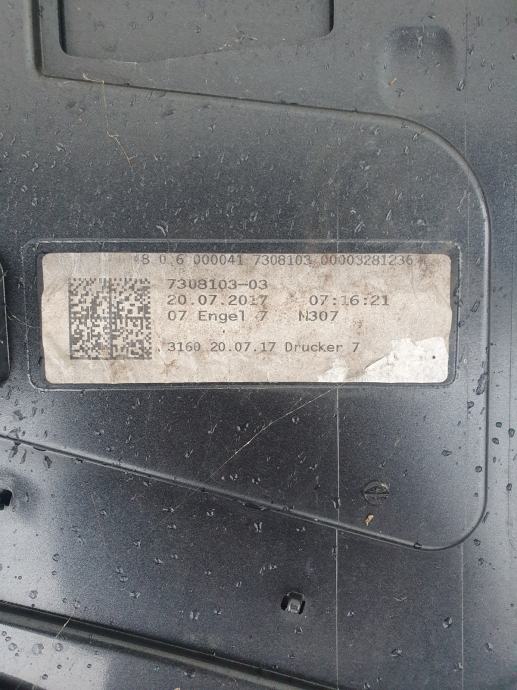 8 0 6 000041 7308103 00003281236
7308103-03
20.07.2017 07:16:21
07 Engel 7 N307
3160 20.07.17 Drucker 7